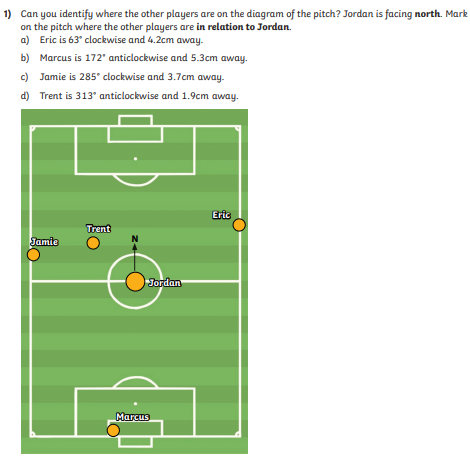 1) Can you identify where the other players are on the diagram of the pitch? Jordan is facing north. Mark
on the pitch where the other players are in relation to Jordan.
a) Eric is 63° clockwise and 4.2cm away.
b) Marcus is 172° anticlockwise and 5.3cm away.
c) Jamie is 285° clockwise and 3.7cm away.
d) Trent is 313° anticlockwise and 1.9cm away.
Eric
Trent
N
Jamie
Jordan
Marcus